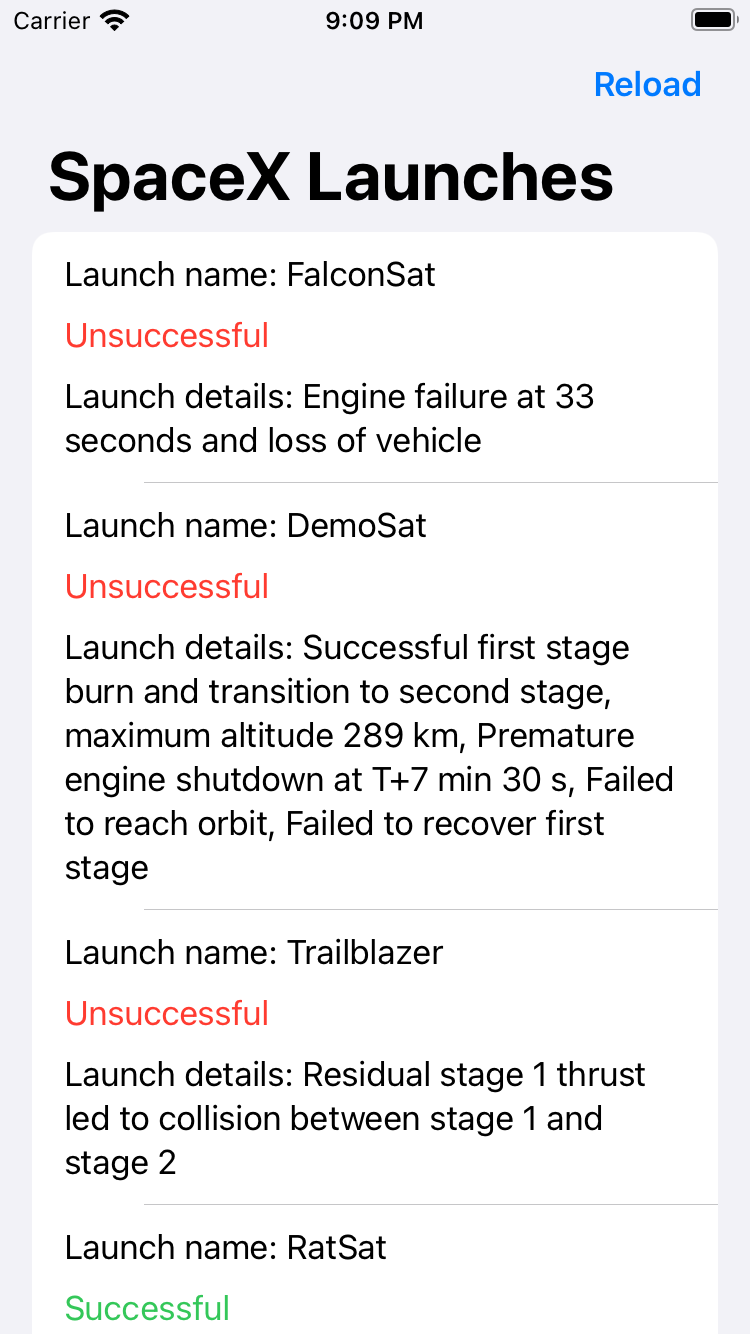 Carrier 9:09 PM
Reload
SpaceX Launches
Launch name: FalconSat
Unsuccessful
Launch details: Engine failure at 33
seconds and loss of vehicle
Launch name: DemoSat
Unsuccessful
Launch details: Successful first stage
burn and transition to second stage,
maximum altitude 289 km, Premature
engine shutdown at T+7 min 30 s, Failed
to reach orbit, Failed to recover first
stage
Launch name: Trailblazer
Unsuccessful
Launch details: Residual stage 1 thrust
led to collision between stage 1 and
stage 2
Launch name: RatSat
Successful